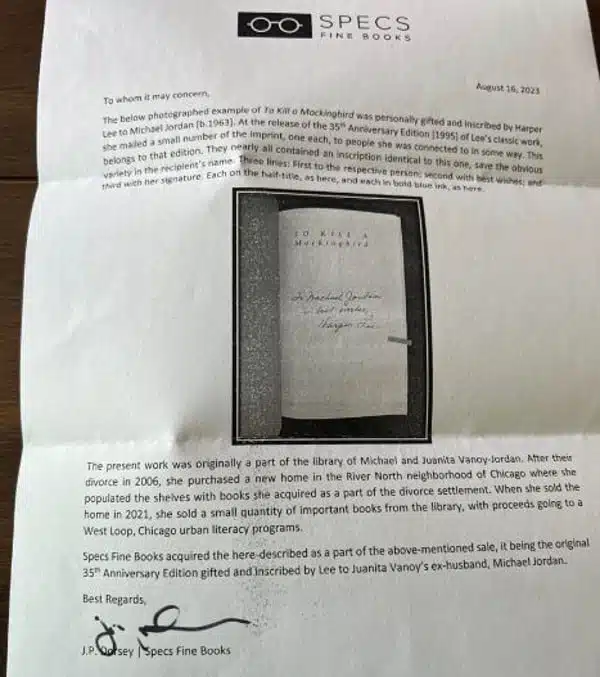 SPECS
FINE BOOKS
August 16, 2023
To whom it may concern,
The below photographed example of To Kill a Mockingbird was personally gifted and inscribed by Harper
Lee to Michael Jordan [b.1963]. At the release of the 35th Anniversary Edition [1995] of Lee's classic work,
she mailed a small number of the imprint, one each, to people she was connected to in some way. This
belongs to that edition. They nearly all contained an inscription identical to this one, save the obvious
variety in the recipient's name. Three lines: First to the respective person; second with best wishes; and
third with her signature. Each on the half-title, as here, and each in bold blue ink, as here.
TO KILL A
Mockingbird
To Michael Jordan
best wishes,
Harper Lee
The present work was originally a part of the library of Michael and Juanita Vanoy-Jordan. After their
divorce in 2006, she purchased a new home in the River North neighborhood of Chicago where she
populated the shelves with books she acquired as a part of the divorce settlement. When she sold the
home in 2021, she sold a small quantity of important books from the library, with proceeds going to a
West Loop, Chicago urban literacy programs.
Specs Fine Books acquired the here-described as a part of the above-mentioned sale, it being the original
35th Anniversary Edition gifted and inscribed by Lee to Juanita Vanoy's ex-husband, Michael Jordan.
Best Regards,
J.P. Dorsey | Specs Fine Books